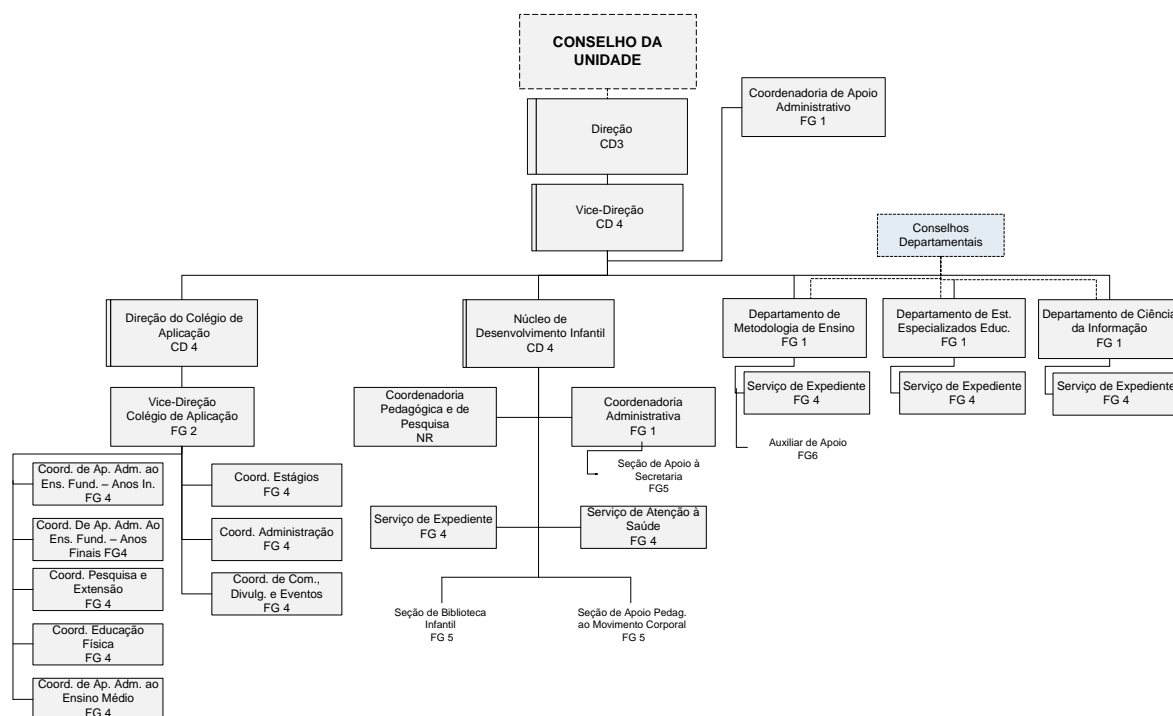 CONSELHO DA
UNIDADE
Coordenadoria de Apoio
Administrativo
FG 1
Direção
CD3
Vice-Direção
CD 4
Conselhos
Departamentais
Direção do Colégio de
Aplicação
CD 4
Núcleo de
Desenvolvimento Infantil
CD 4
Departamento de
Metodologia de Ensino
FG 1
Departamento de Est.
Especializados Educ.
FG 1
Departamento de Ciência
da Informação
FG 1
Serviço de Expediente
FG 4
Serviço de Expediente
FG 4
Serviço de Expediente
FG 4
Auxiliar de Apoio
FG6
Vice-Direção
Colégio de Aplicação
FG 2
Coordenadoria
Pedagógica e de
Pesquisa
NR
Coordenadoria
Administrativa
FG 1
Seção de Apoio à
Secretaria
FG5
Coord. de Ap. Adm. ao
Ens. Fund. – Anos In.
FG 4
Coord. Estágios
FG 4
Coord. De Ap. Adm. Ao
Ens. Fund. – Anos
Finais FG4
Coord. Administração
FG 4
Serviço de Expediente
FG 4
Serviço de Atenção à
Saúde
FG 4
Coord. Pesquisa e
Extensão
FG 4
Coord. de Com.,
Divulg. e Eventos
FG 4
Seção de Biblioteca
Infantil
FG 5
Seção de Apoio Pedag.
ao Movimento Corporal
FG 5
Coord. Educação
Física
FG 4
Coord. de Ap. Adm. ao
Ensino Médio
FG 4